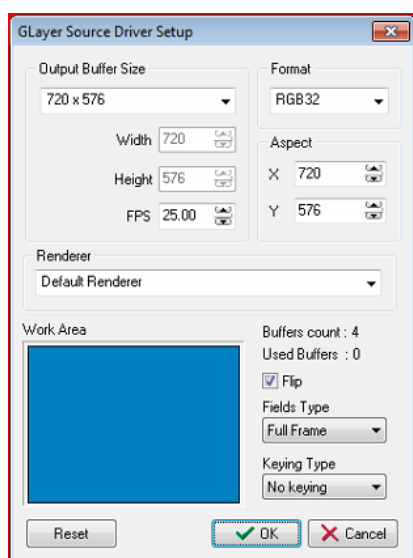 GLayer Source Driver Setup
Output Buffer Size
720 x 576
Width 720
Height 576
FPS 25.00
Format
RGB32
Aspect
X 720
Y 576
Renderer
Default Renderer
Work Area
Buffers count : 4
Used Buffers : 0
Flip
Fields Type
Full Frame
Keying Type
No keying
Reset
OK
Cancel